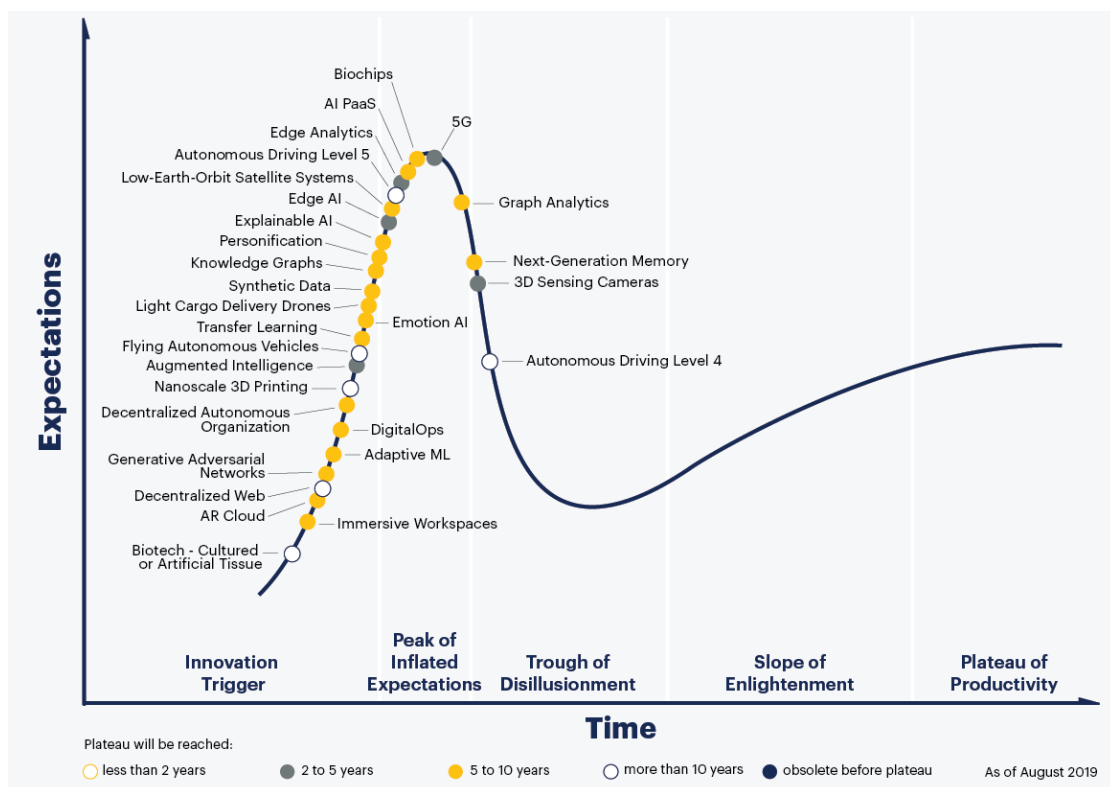 Biochips
AI PaaS
5G
Edge Analytics
Autonomous Driving Level 5
Low-Earth-Orbit Satellite Systems
Edge AI
Graph Analytics
Explainable AI
Personification
Knowledge Graphs
Next-Generation Memory
Synthetic Data
3D Sensing Cameras
Light Cargo Delivery Drones
Emotion AI
Transfer Learning
Flying Autonomous Vehicles
Autonomous Driving Level 4
Augmented Intelligence
Nanoscale 3D Printing
Decentralized Autonomous
Organization
DigitalOps
Adaptive ML
Generative Adversarial
Networks
Decentralized Web
AR Cloud
Immersive Workspaces
Biotech - Cultured
or Artificial Tissue
Expectations
Innovation
Trigger
Peak of
Inflated
Expectations
Trough of
Disillusionment
Slope of
Enlightenment
Plateau of
Productivity
Time
Plateau will be reached:
less than 2 years
2 to 5 years
5 to 10 years
more than 10 years
obsolete before plateau
As of August 2019